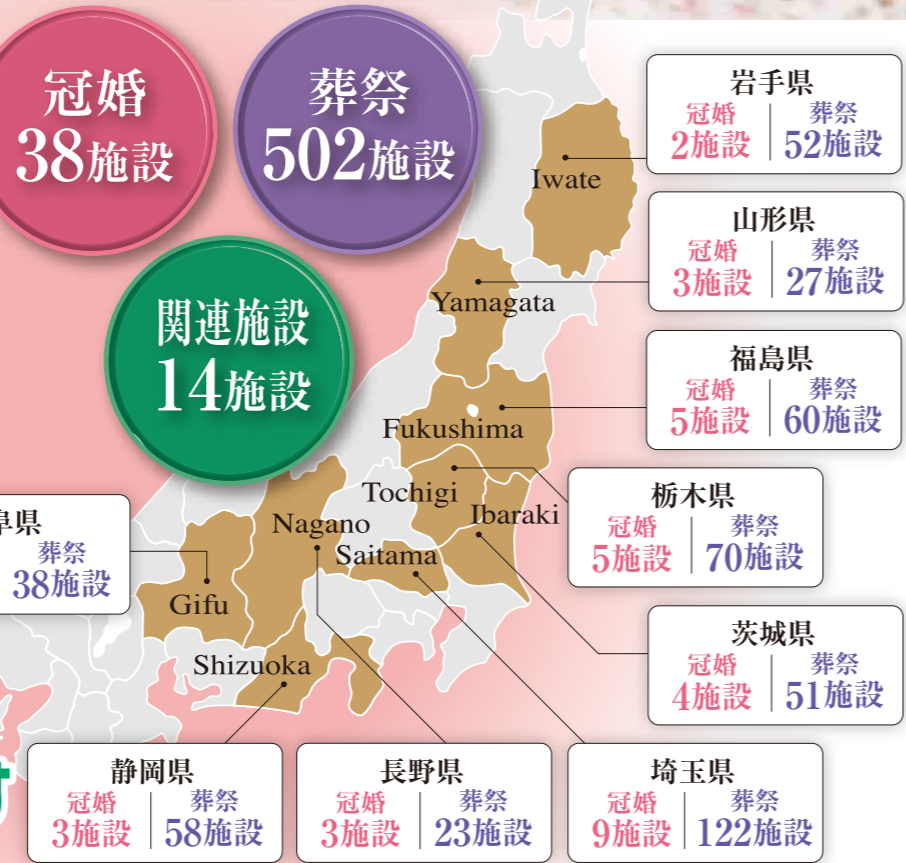 冠婚
38施設
葬祭
502施設
関連施設
14施設
岩手県
冠婚 葬祭
2施設 52施設
Iwate
山形県
冠婚 葬祭
3施設 27施設
Yamagata
福島県
冠婚 葬祭
5施設 60施設
Fukushima
栃木県
冠婚 葬祭
5施設 70施設
Tochigi
Ibaraki
Nagano
Saitama
阜県
葬祭
38施設
Gifu
茨城県
冠婚 葬祭
4施設 51施設
Shizuoka
静岡県
冠婚 葬祭
3施設 58施設
長野県
冠婚 葬祭
3施設 23施設
埼玉県
冠婚 葬祭
9施設 122施設